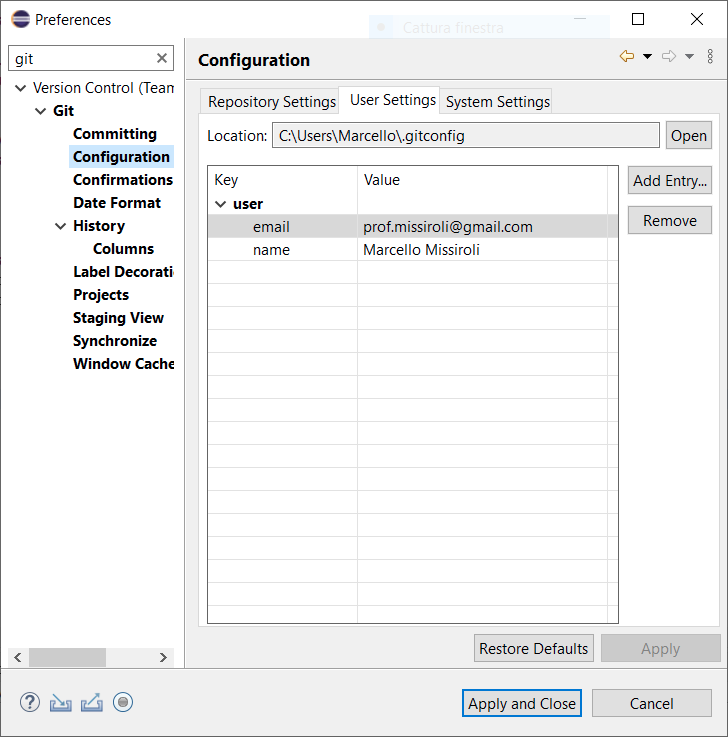 Preferences
Cattura finestra
git
Version Control (Team
Git
Committing
Configuration
Confirmations
Date Format
History
Columns
Label Decorati
Projects
Staging View
Synchronize
Window Cache
Configuration
Repository Settings User Settings System Settings
Location: C:\Users\Marcello\.gitconfig Open
Key Value
user
email prof.missiroli@gmail.com
name Marcello Missiroli
Add Entry...
Remove
Restore Defaults Apply
Apply and Close Cancel